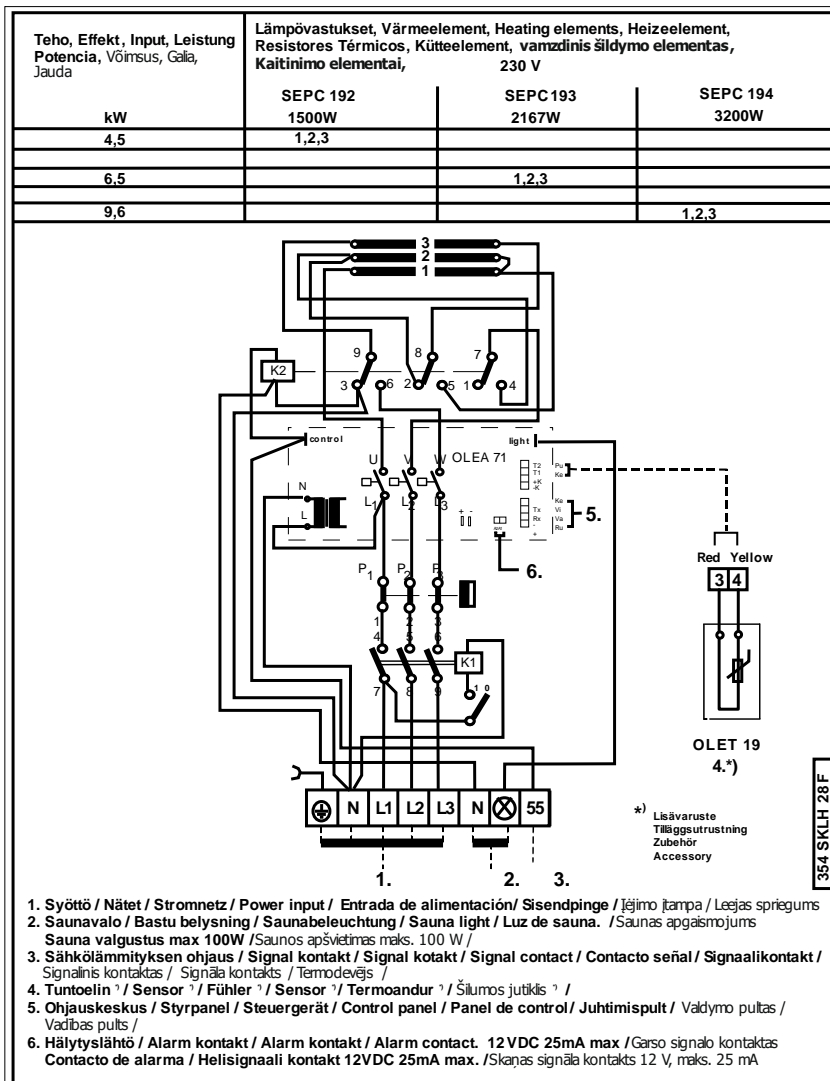 Teho, Effekt, Input, Leistung
Potencia, Võimsus, Galia,
Jauda
Lämpövastukset, Värmeelement, Heating elements, Heizeelement,
Resistores Térmicos, Kütteelement, vamzdinis šildymo elementas,
Kaitinimo elementai, 230 V
kW
SEPC 192
1500W
SEPC 193
2167W
SEPC 194
3200W
4,5 1,2,3
6,5 1,2,3
9,6 1,2,3
3
2
1
9 8 7
K2
3 6 2 5 1 4
control
light
U V W OLEA 71
N
L
L1 L2 L3
T2
T1
+K
-K
Pu
Ke
Tx
Rx
-
+
Ke
Vi
Va
Ru
+ -
5.
6.
Red Yellow
3 4
P1 P2 P3
1 2 3
4 5 6
K1
7 8 9
1 0
OLET 19
4.*)
N L1 L2 L3 N 55
1. 2. 3.
*) Lisävaruste
Tilläggsutrustning
Zubehör
Accessory
354 SKLH 28 F
1. Syöttö / Nätet / Stromnetz / Power input / Entrada de alimentación/ Sisendpinge / Įėjimo įtampa / Leejas spriegums
2. Saunavalo / Bastu belysning / Saunabeleuchtung / Sauna light / Luz de sauna. /Saunas apgaismojums
Sauna valgustus max 100W /Saunos apšvietimas maks. 100 W /
3. Sähkölämmityksen ohjaus / Signal kontakt / Signal kotakt / Signal contact / Contacto señal / Signaalikontakt /
Signalinis kontaktas / Signāla kontakts / Termodevējs /
4. Tuntoelin *) / Sensor *) / Fühler *) / Sensor *) / Termoandur *) / Šilumos jutiklis *) /
5. Ohjauskeskus / Styrpanel / Steuergerät / Control panel / Panel de control/ Juhtimispult / Valdymo pultas /
Vadības pults /
6. Hälytyslähtö / Alarm kontakt / Alarm kontakt / Alarm contact. 12VDC 25mA max /Garso signalo kontaktas
Contacto de alarma / Helisignaali kontakt 12VDC 25mA max. /Skaņas signāla kontakts 12 V, maks. 25 mA